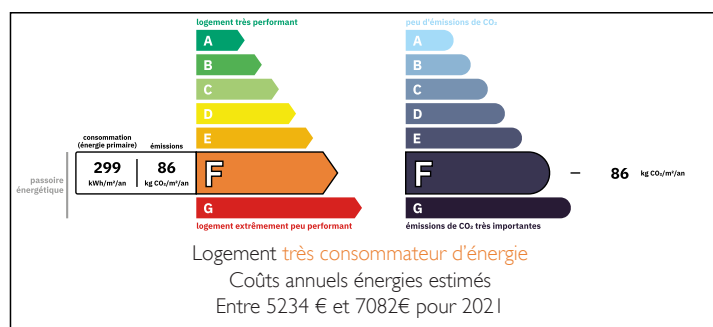 logement très performant
A
B
C
D
E
consommation
(énergie primaire)
émissions
passoire
énergétique
299
kWh/m²/an
86
kg CO₂/m²/an
F
G
logement extrêmement peu performant
peu d'émissions de CO₂
A
B
C
D
E
F
86 kg CO₂/m²/an
G
émissions de CO₂ très importantes
Logement très consommateur d'énergie
Coûts annuels énergies estimés
Entre 5234 € et 7082€ pour 2021